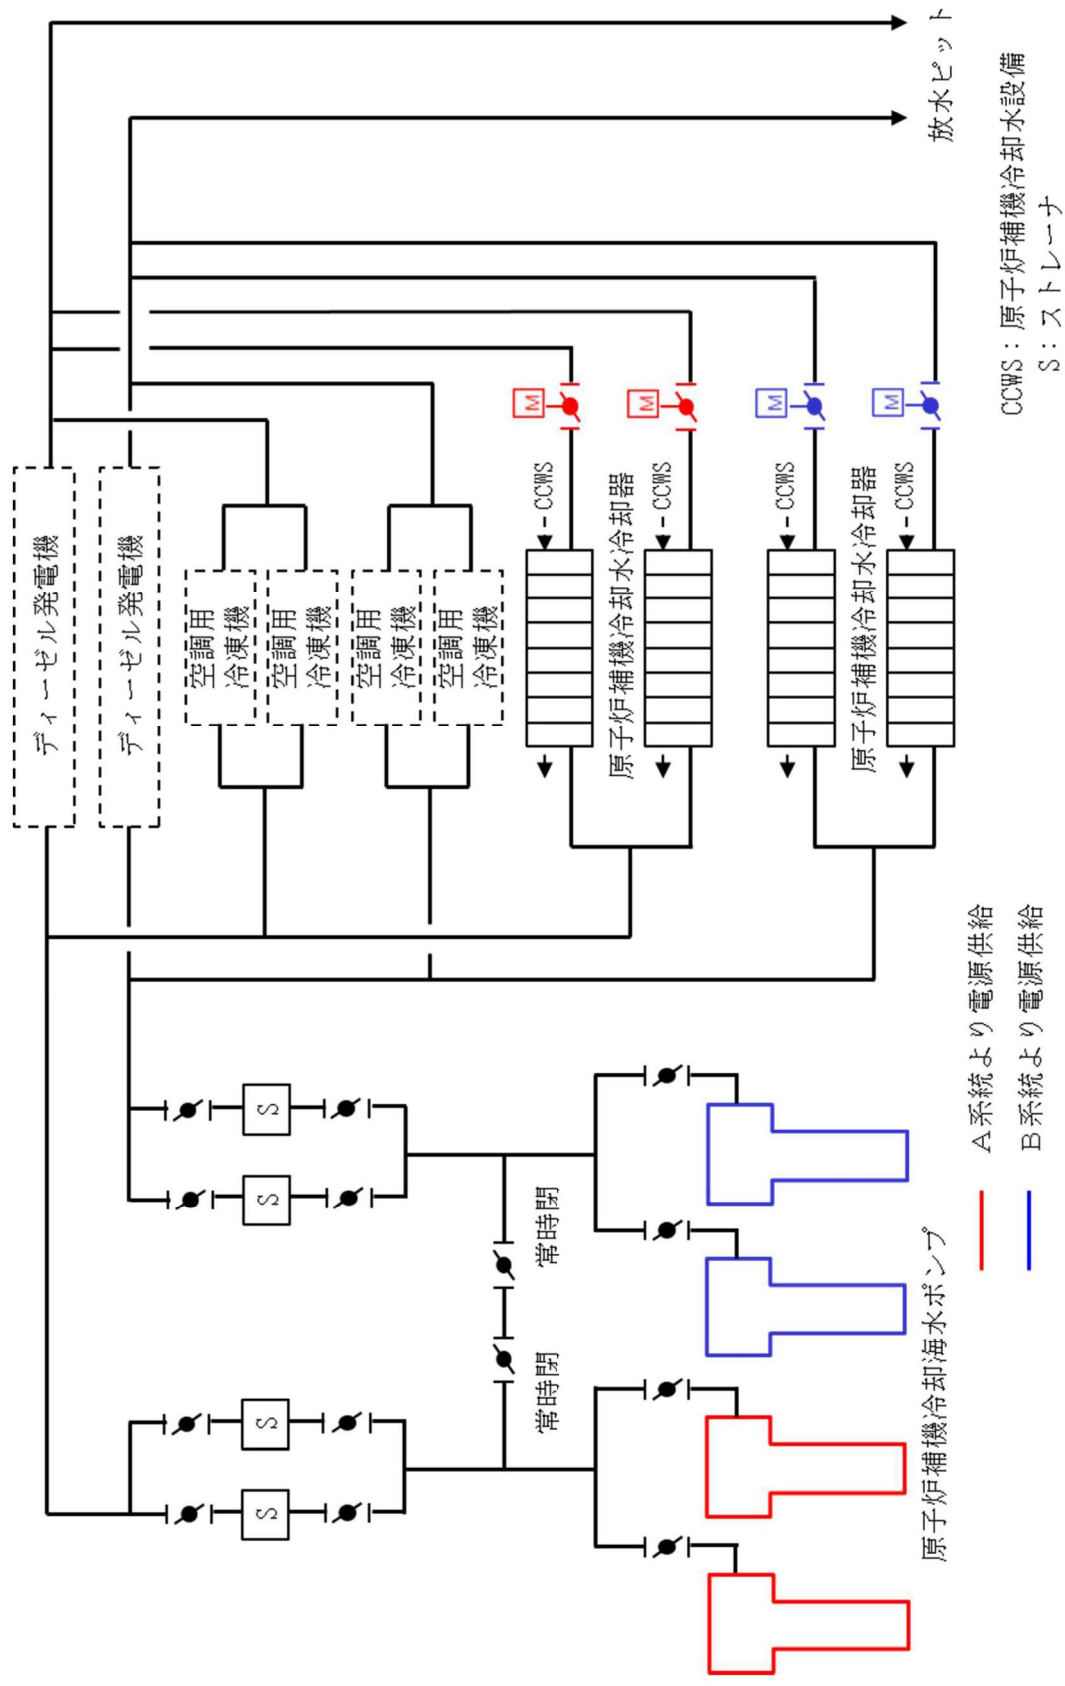 ディーゼル発電機
ディーゼル発電機
空調用
冷凍機
空調用
冷凍機
空調用
冷凍機
空調用
冷凍機
M
M
M
M
CCWS
CCWS
CCWS
CCWS
原子炉補機冷却水冷却器
原子炉補機冷却水冷却器
S
S
S
S
常時閉
常時閉
原子炉補機冷却海水ポンプ
放水ピット
A系統より電源供給
B系統より電源供給
CCWS:原子炉補機冷却水設備
S:ストレーナ